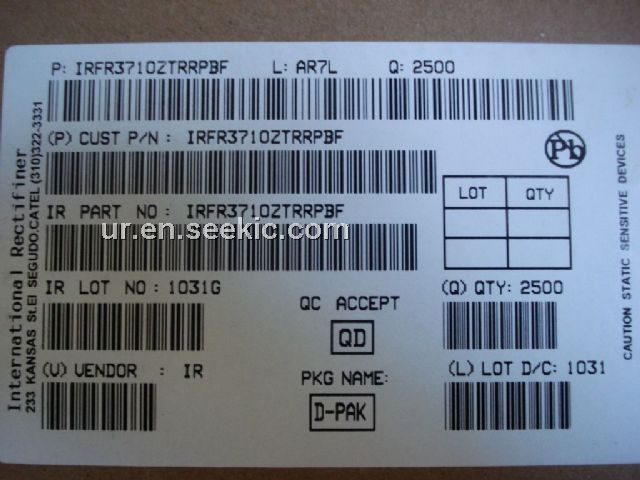 P: IRFR3710ZTRRPBF L: AR7L Q: 2500
(P) CUST P/N : IRFR3710ZTRRPBF
Pb
LOT QTY
IR PART NO : IRFR3710ZTRRPBF
ur.en.seekic.com
IR LOT NO : 1031G
QC ACCEPT
QD
(Q) QTY: 2500
(V) VENDOR : IR
PKG NAME:
D-PAK
(L) LOT D/C: 1031
International Rectifiner
233 KANSAS St.El SEGUDO.CATEL (310)322-3331
CAUTION STATIC SENSITIVE DEVICES